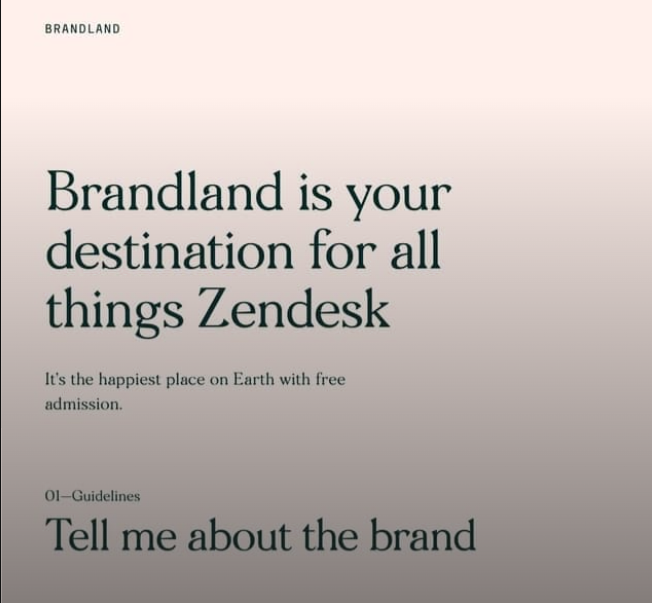 BRANDLAND
Brandland is your
destination for all
things Zendesk
It's the happiest place on Earth with free
admission.
01—Guidelines
Tell me about the brand